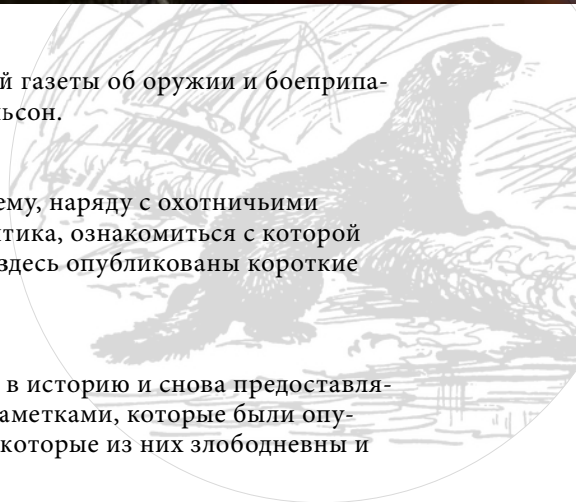 й газеты об оружии и боеприпа-
ьсон.
ему, наряду с охотничьими
тика, ознакомиться с которой
здесь опубликованы короткие
в историю и снова предоставля-
аметками, которые были опу-
которые из них злободневны и